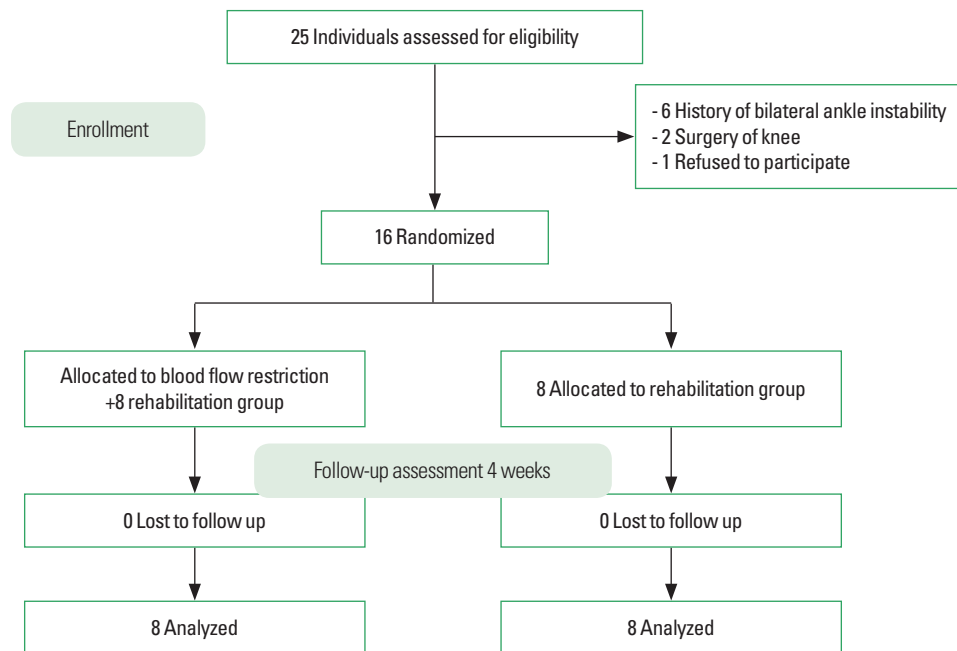 25 Individuals assessed for eligibility
Enrollment
- 6 History of bilateral ankle instability
- 2 Surgery of knee
- 1 Refused to participate
16 Randomized
Allocated to blood flow restriction
+8 rehabilitation group
8 Allocated to rehabilitation group
Follow-up assessment 4 weeks
0 Lost to follow up
0 Lost to follow up
8 Analyzed
8 Analyzed